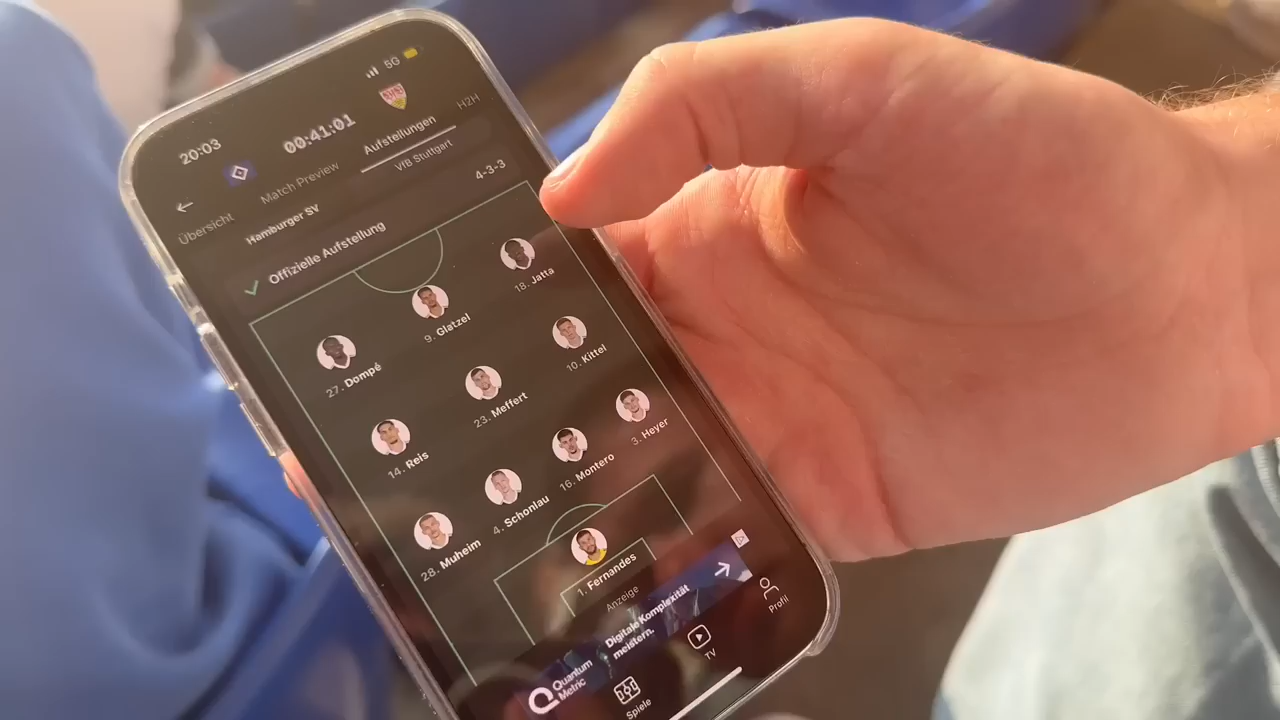 20:03
5G
00:41:01
Übersicht
Match Preview
Aufstellungen
H2H
Hamburger SV
VfB Stuttgart
Offizielle Aufstellung
4-3-3
27. Dompé
9. Glatzel
18. Jatta
14. Reis
23. Meffert
10. Kittel
28. Muheim
4. Schonlau
16. Montero
3. Heyer
1. Fernandes
Anzeige
Quantum
Metric
Digitale Komplexität
meistern.
Spiele
TV
Profil